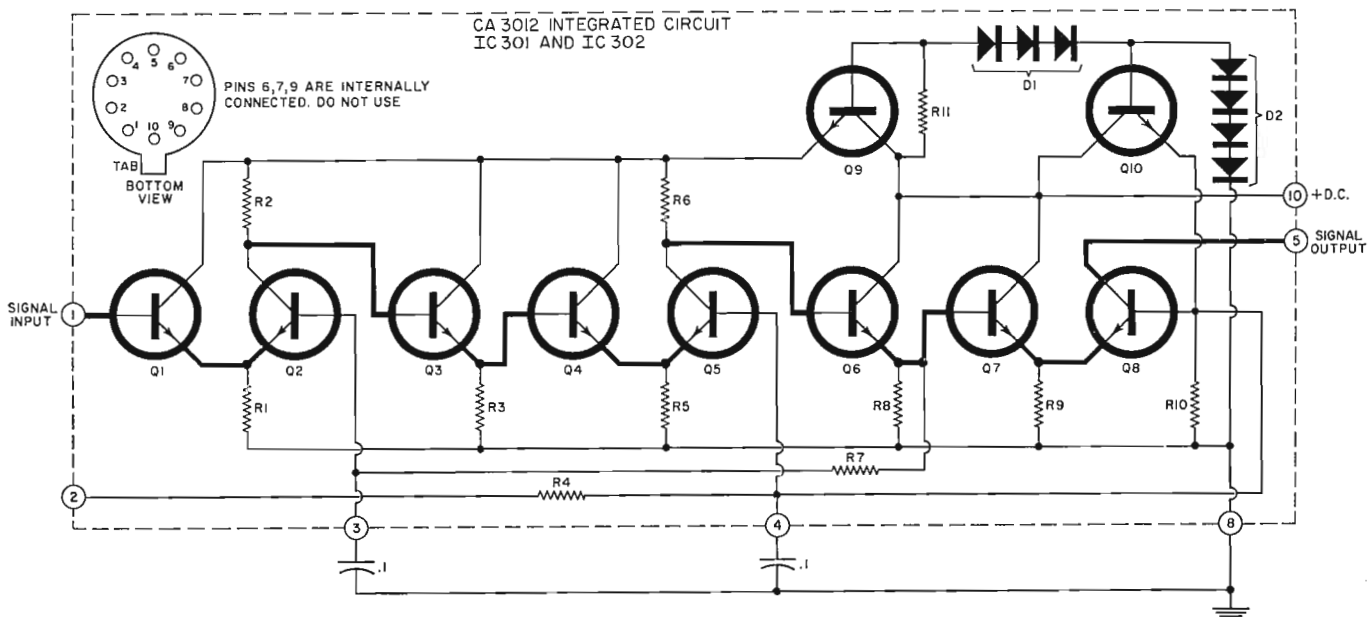 CA 3012 INTEGRATED CIRCUIT
IC 301 AND IC 302
5
4
6
3
7
2
8
1
10
9
PINS 6,7,9 ARE INTERNALLY
CONNECTED. DO NOT USE
TAB
BOTTOM
VIEW
D1
D2
R11
Q9
Q10
R2
R6
10
+D.C.
5
SIGNAL
OUTPUT
SIGNAL
INPUT
1
Q1
Q2
Q3
Q4
Q5
Q6
Q7
Q8
R1
R3
R5
R8
R9
R10
R7
R4
2
3
4
8
.1
.1